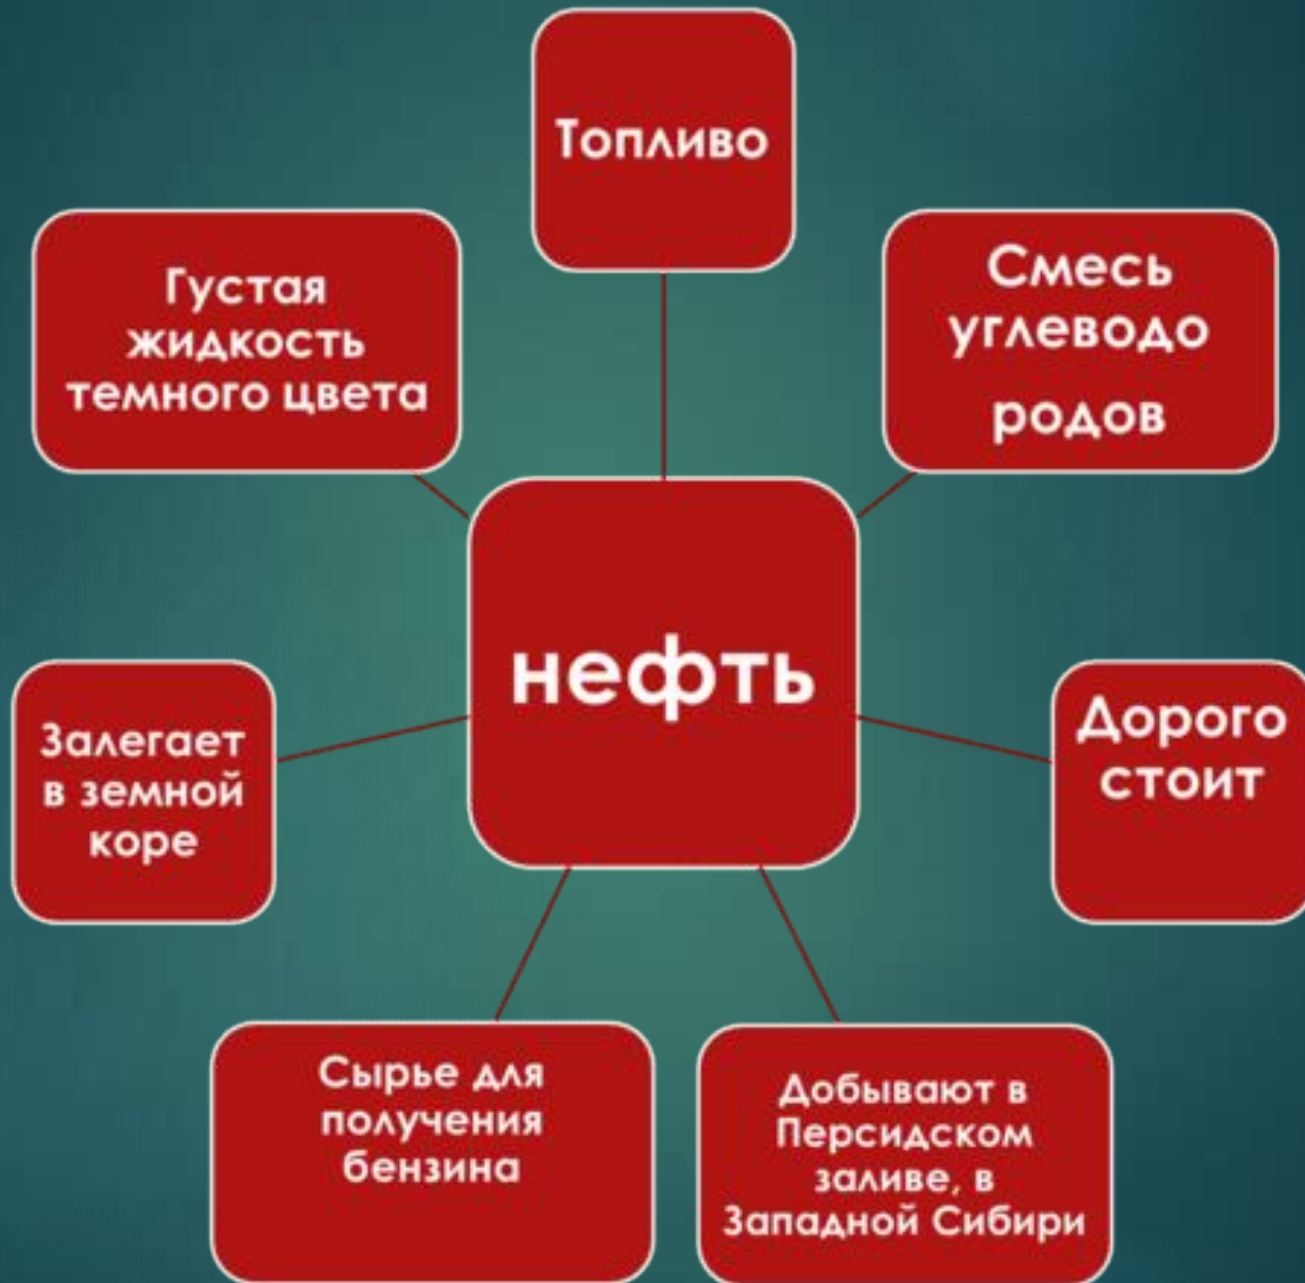 Топливо
Густая
жидкость
темного цвета
Смесь
углеводо
родов
нефть
Залегает
в земной
коре
Дорого
стоит
Сырье для
получения
бензина
Добывают в
Персидском
заливе, в
Западной Сибири